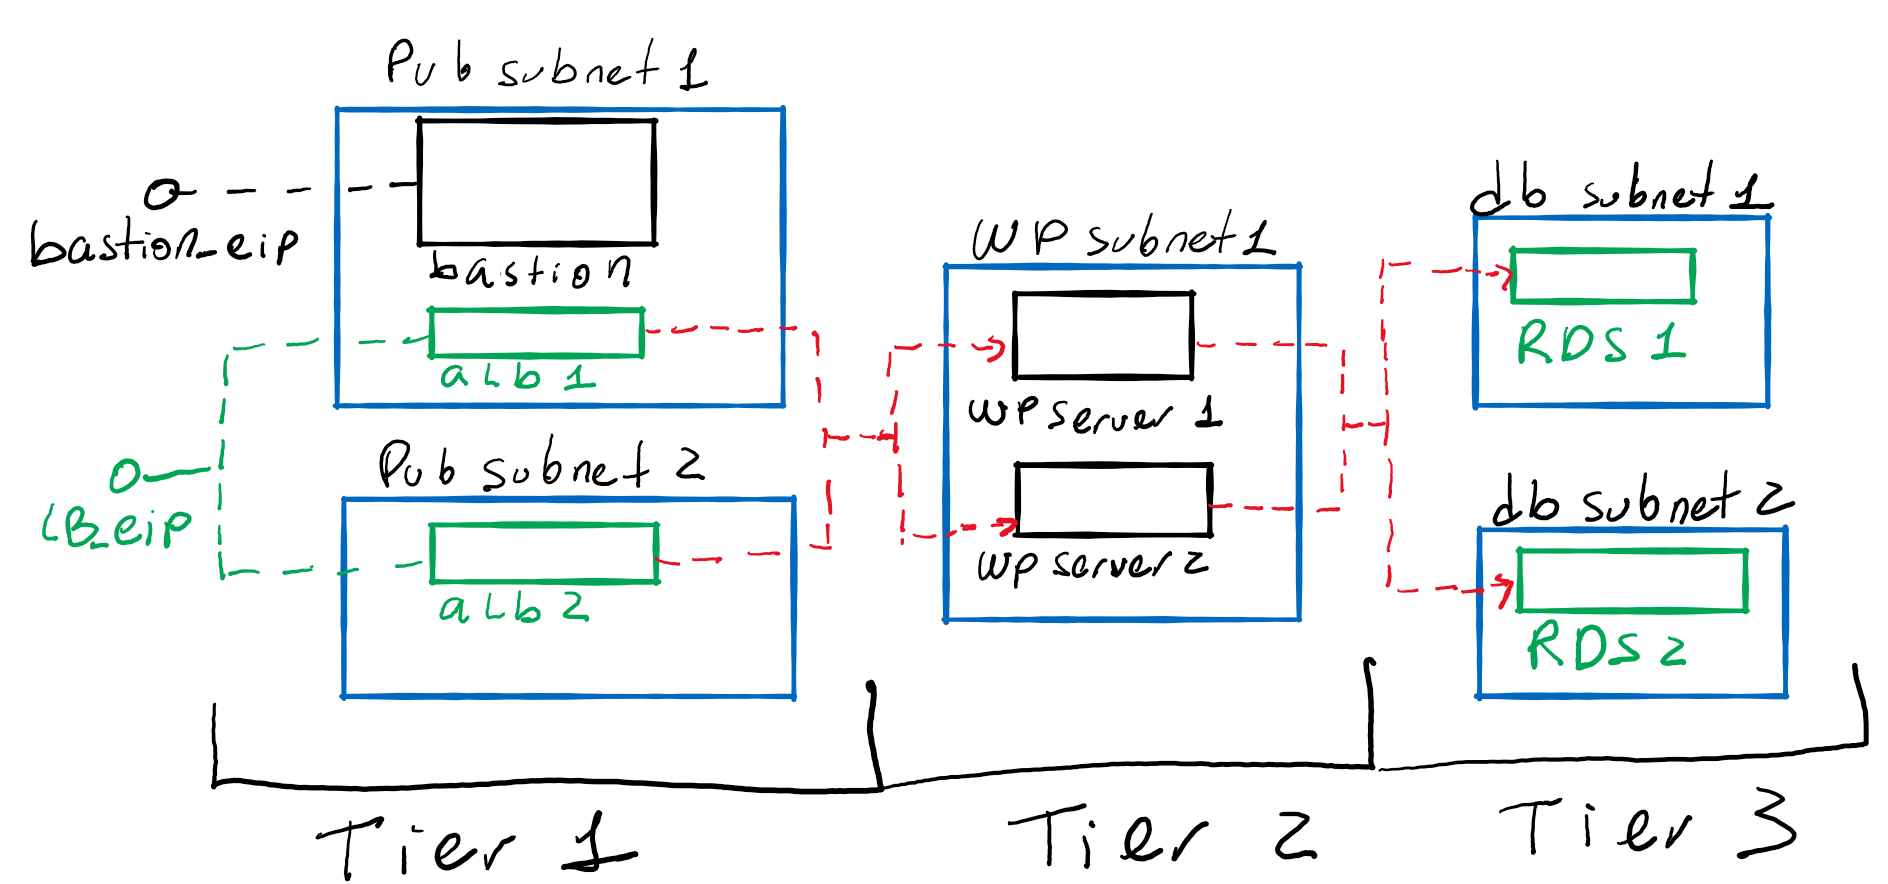 Pub subnet 1
bastion_eip
bastion
alb 1
Pub subnet 2
LB_eip
alb 2
WP subnet 1
WP server 1
WP server 2
db subnet 1
RDS 1
db subnet 2
RDS 2
Tier 1
Tier 2
Tier 3